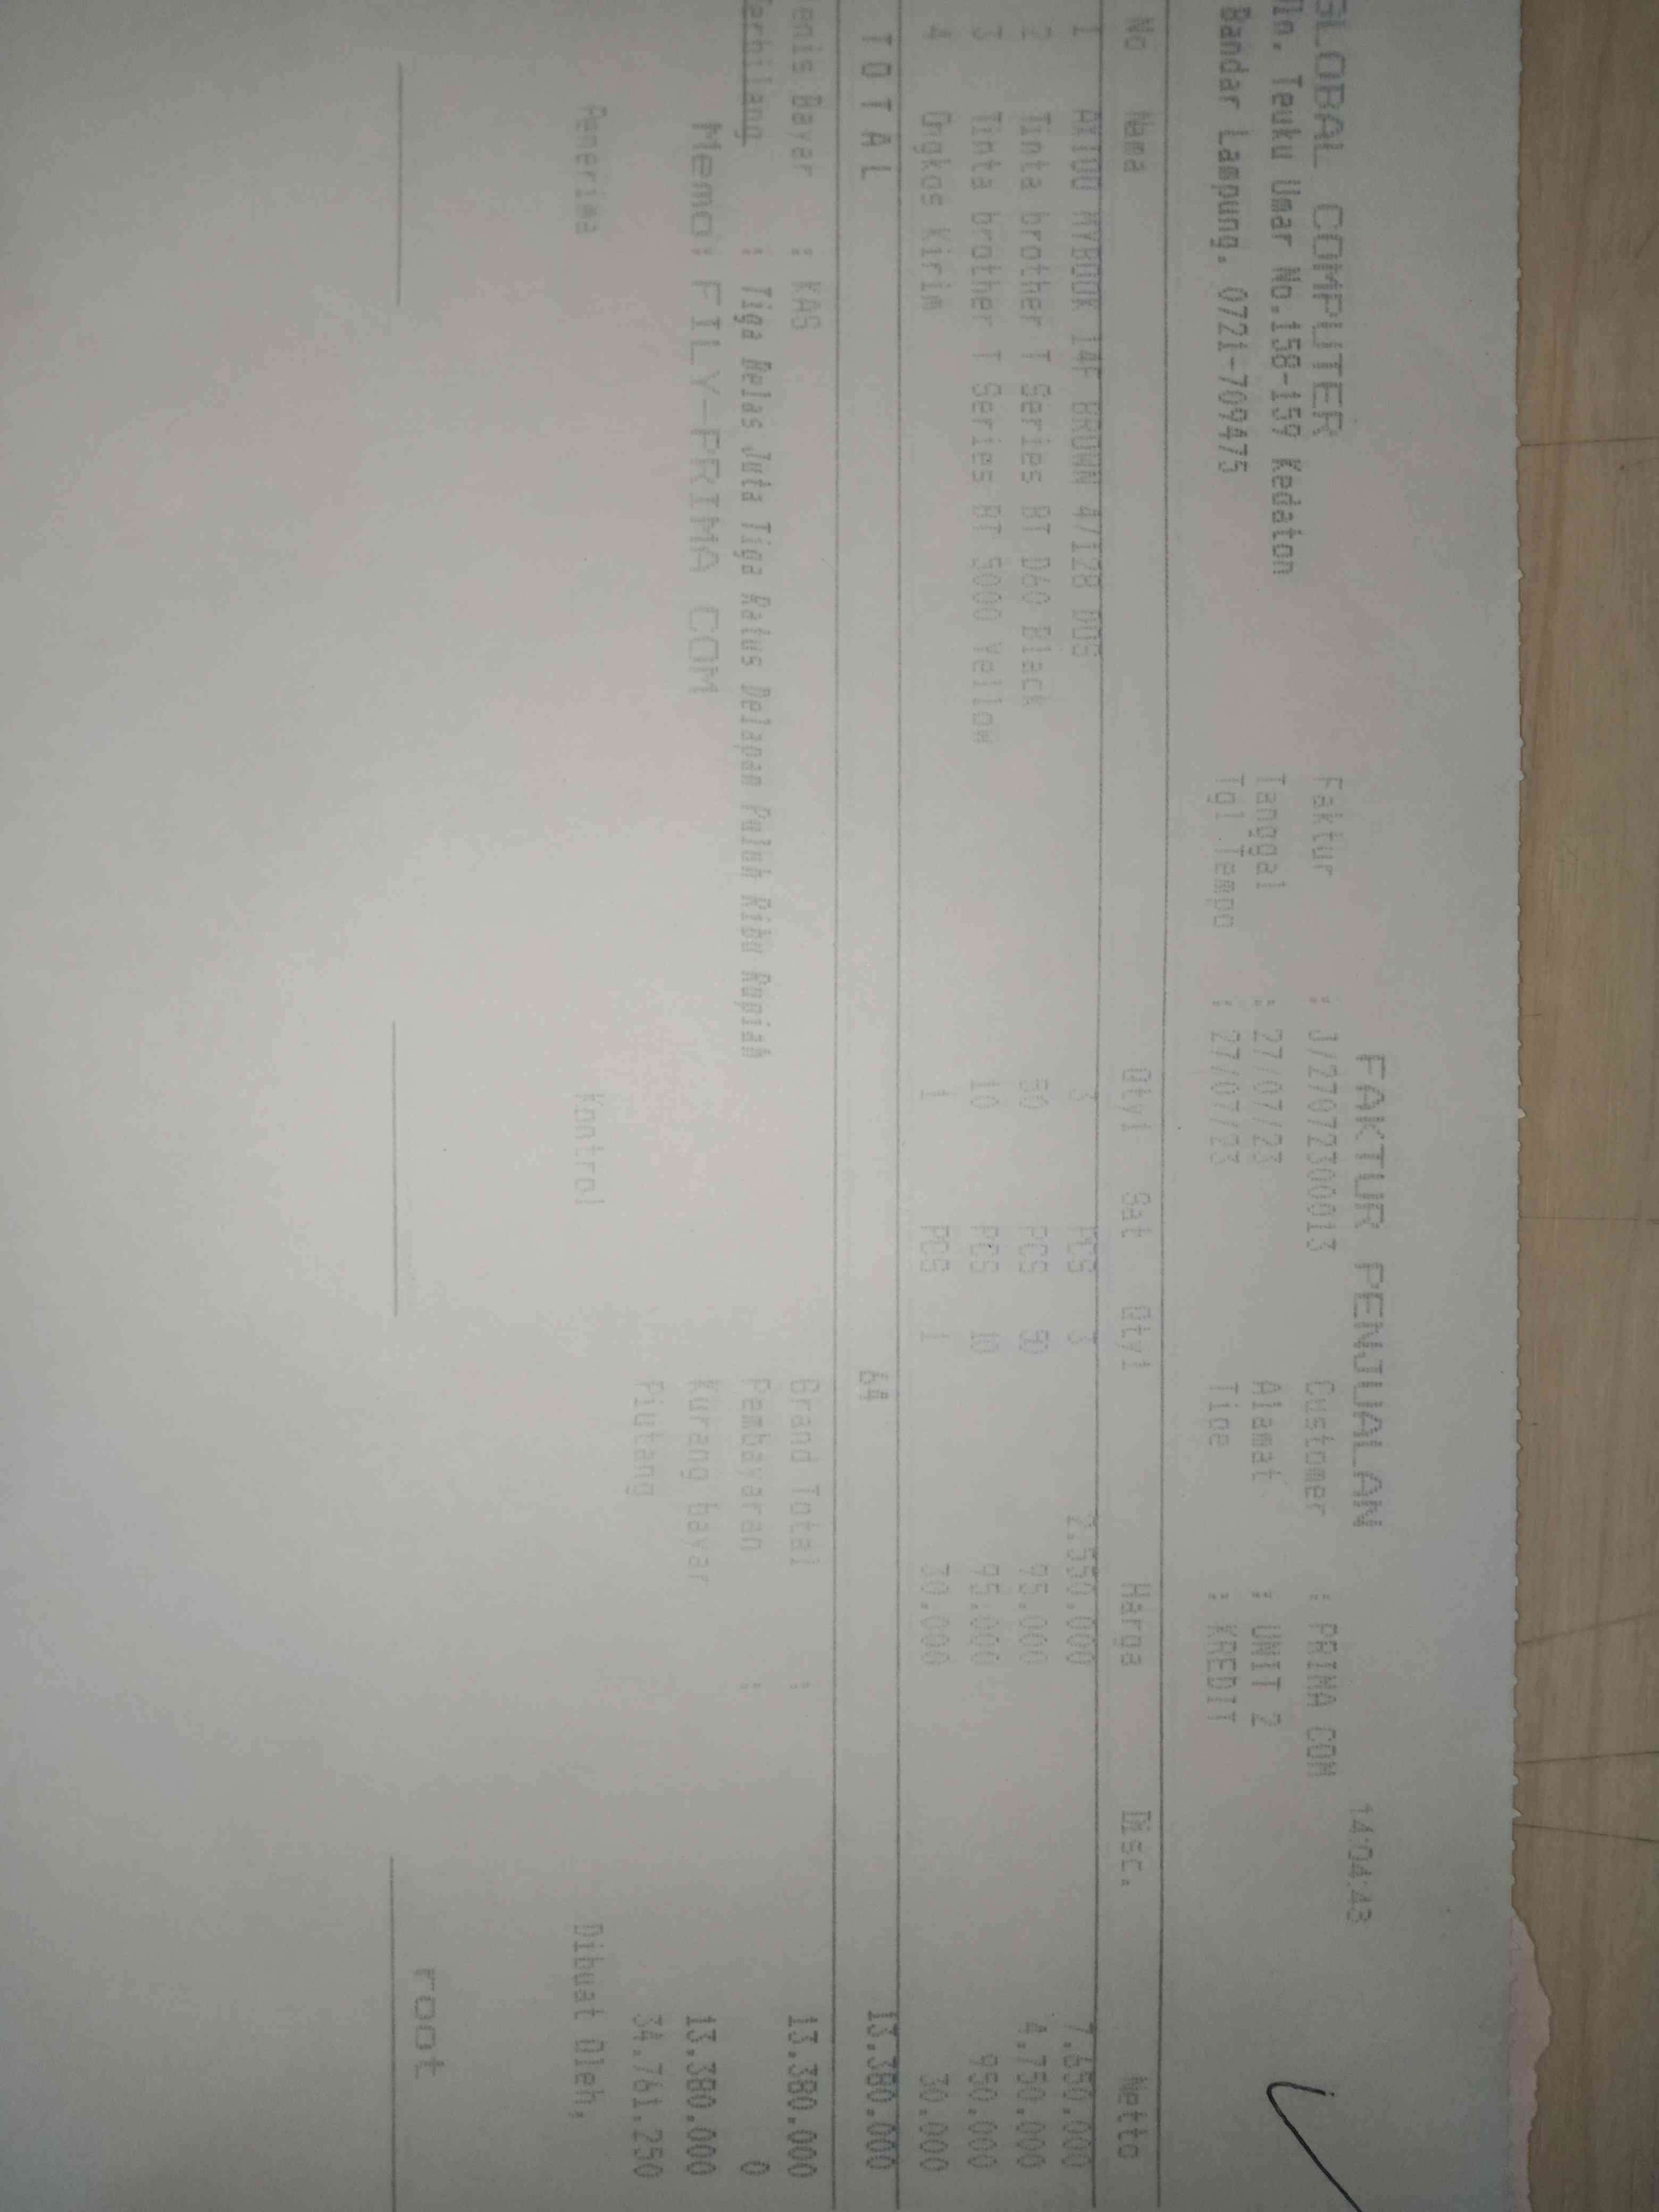 FAKTUR PENJUALAN 14:04:43
GLOBAL COMPUTER Faktur : J/27072300013 Customer : PRIMA COM
Jln. Teuku Umar No.158-159 Kedaton Tanggal : 27/07/23 Alamat : UNIT 2
Bandar Lampung. 0721-709475 Tgl Tempo : 27/07/23 Tipe : KREDIT
No Nama Qty1 Sat Qty1 Harga Disc. Netto
1 AXIOO MYBOOK 14F BROWN 4/128 DOS 3 PCS 3 2.550.000 7.650.000
2 Tinta brother T Series BT D60 Black 50 PCS 50 95.000 4.750.000
3 Tinta brother T Series BT 5000 Yellow 10 PCS 10 95.000 950.000
4 Ongkos Kirim 1 PCS 1 30.000 30.000
T O T A L 64 13.380.000
enis Bayar : KAS Grand Total : 13.380.000
erbilang : Tiga Belas Juta Tiga Ratus Delapan Puluh Ribu Rupiah Pembayaran : 0
Memo: FILY-PRIMA COM Kurang bayar 13.380.000
Piutang 34.761.250
Penerima Kontrol Dibuat Oleh,
root